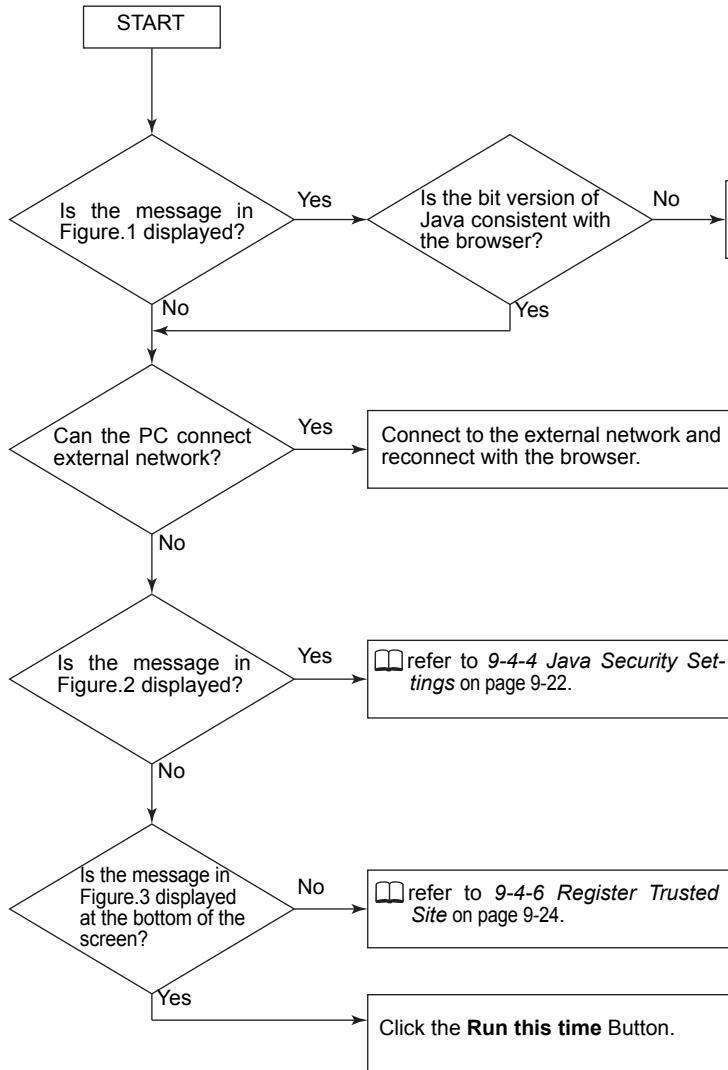 START
Is the message in
Figure.1 displayed?
Yes
Is the bit version of
Java consistent with
the browser?
No
No
Yes
Can the PC connect
external network?
Yes
Connect to the external network and
reconnect with the browser.
No
Is the message in
Figure.2 displayed?
Yes
refer to 9-4-4 Java Security Set-
tings on page 9-22.
No
Is the message in
Figure.3 displayed
at the bottom of the
screen?
No
refer to 9-4-6 Register Trusted
Site on page 9-24.
Yes
Click the Run this time Button.